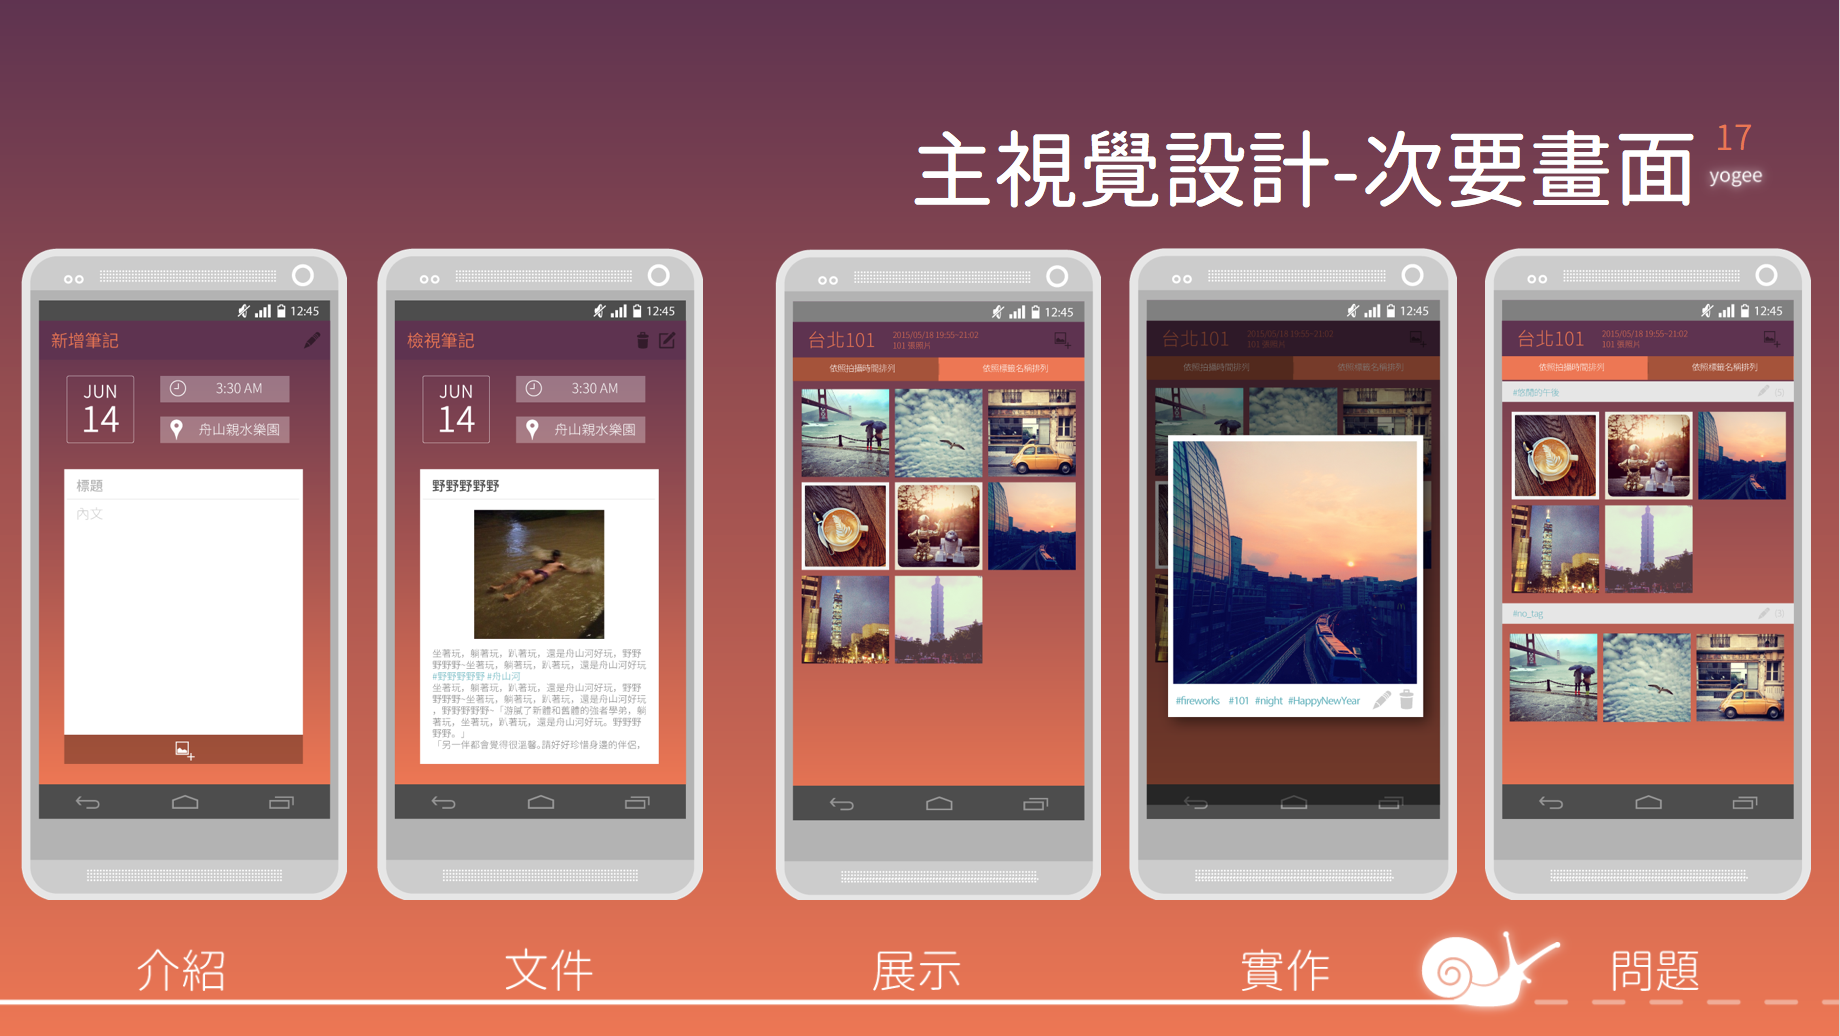 主視覺設計-次要畫面
17
yogee
12:45
新增筆記
JUN
14
3:30 AM
舟山親水樂園
標題
內文
12:45
檢視筆記
JUN
14
3:30 AM
舟山親水樂園
野野野野野
坐著玩，躺著玩，趴著玩，還是舟山河好玩，野野
野野野~坐著玩，躺著玩，趴著玩，還是舟山河好玩
#野野野野野 #舟山河
坐著玩，躺著玩，趴著玩，還是舟山河好玩，野野
野野野~坐著玩，躺著玩，趴著玩，還是舟山河好玩
，野野野野野~「游膩了新體和舊體的強者學弟，躺
著玩，坐著玩，趴著玩，還是舟山河好玩。野野野
野野。」
「另一伴都會覺得很溫馨。請好好珍惜身邊的伴侶，
12:45
台北101
2015/05/18 19:55~21:02
101 張照片
依照拍攝時間排列
依照標籤名稱排列
12:45
台北101
2015/05/18 19:55~21:02
101 張照片
依照拍攝時間排列
依照標籤名稱排列
#fireworks #101 #night #HappyNewYear
12:45
台北101
2015/05/18 19:55~21:02
101 張照片
依照拍攝時間排列
依照標籤名稱排列
#悠閒的午後
(5)
#no_tag
(3)
介紹
文件
展示
實作
問題